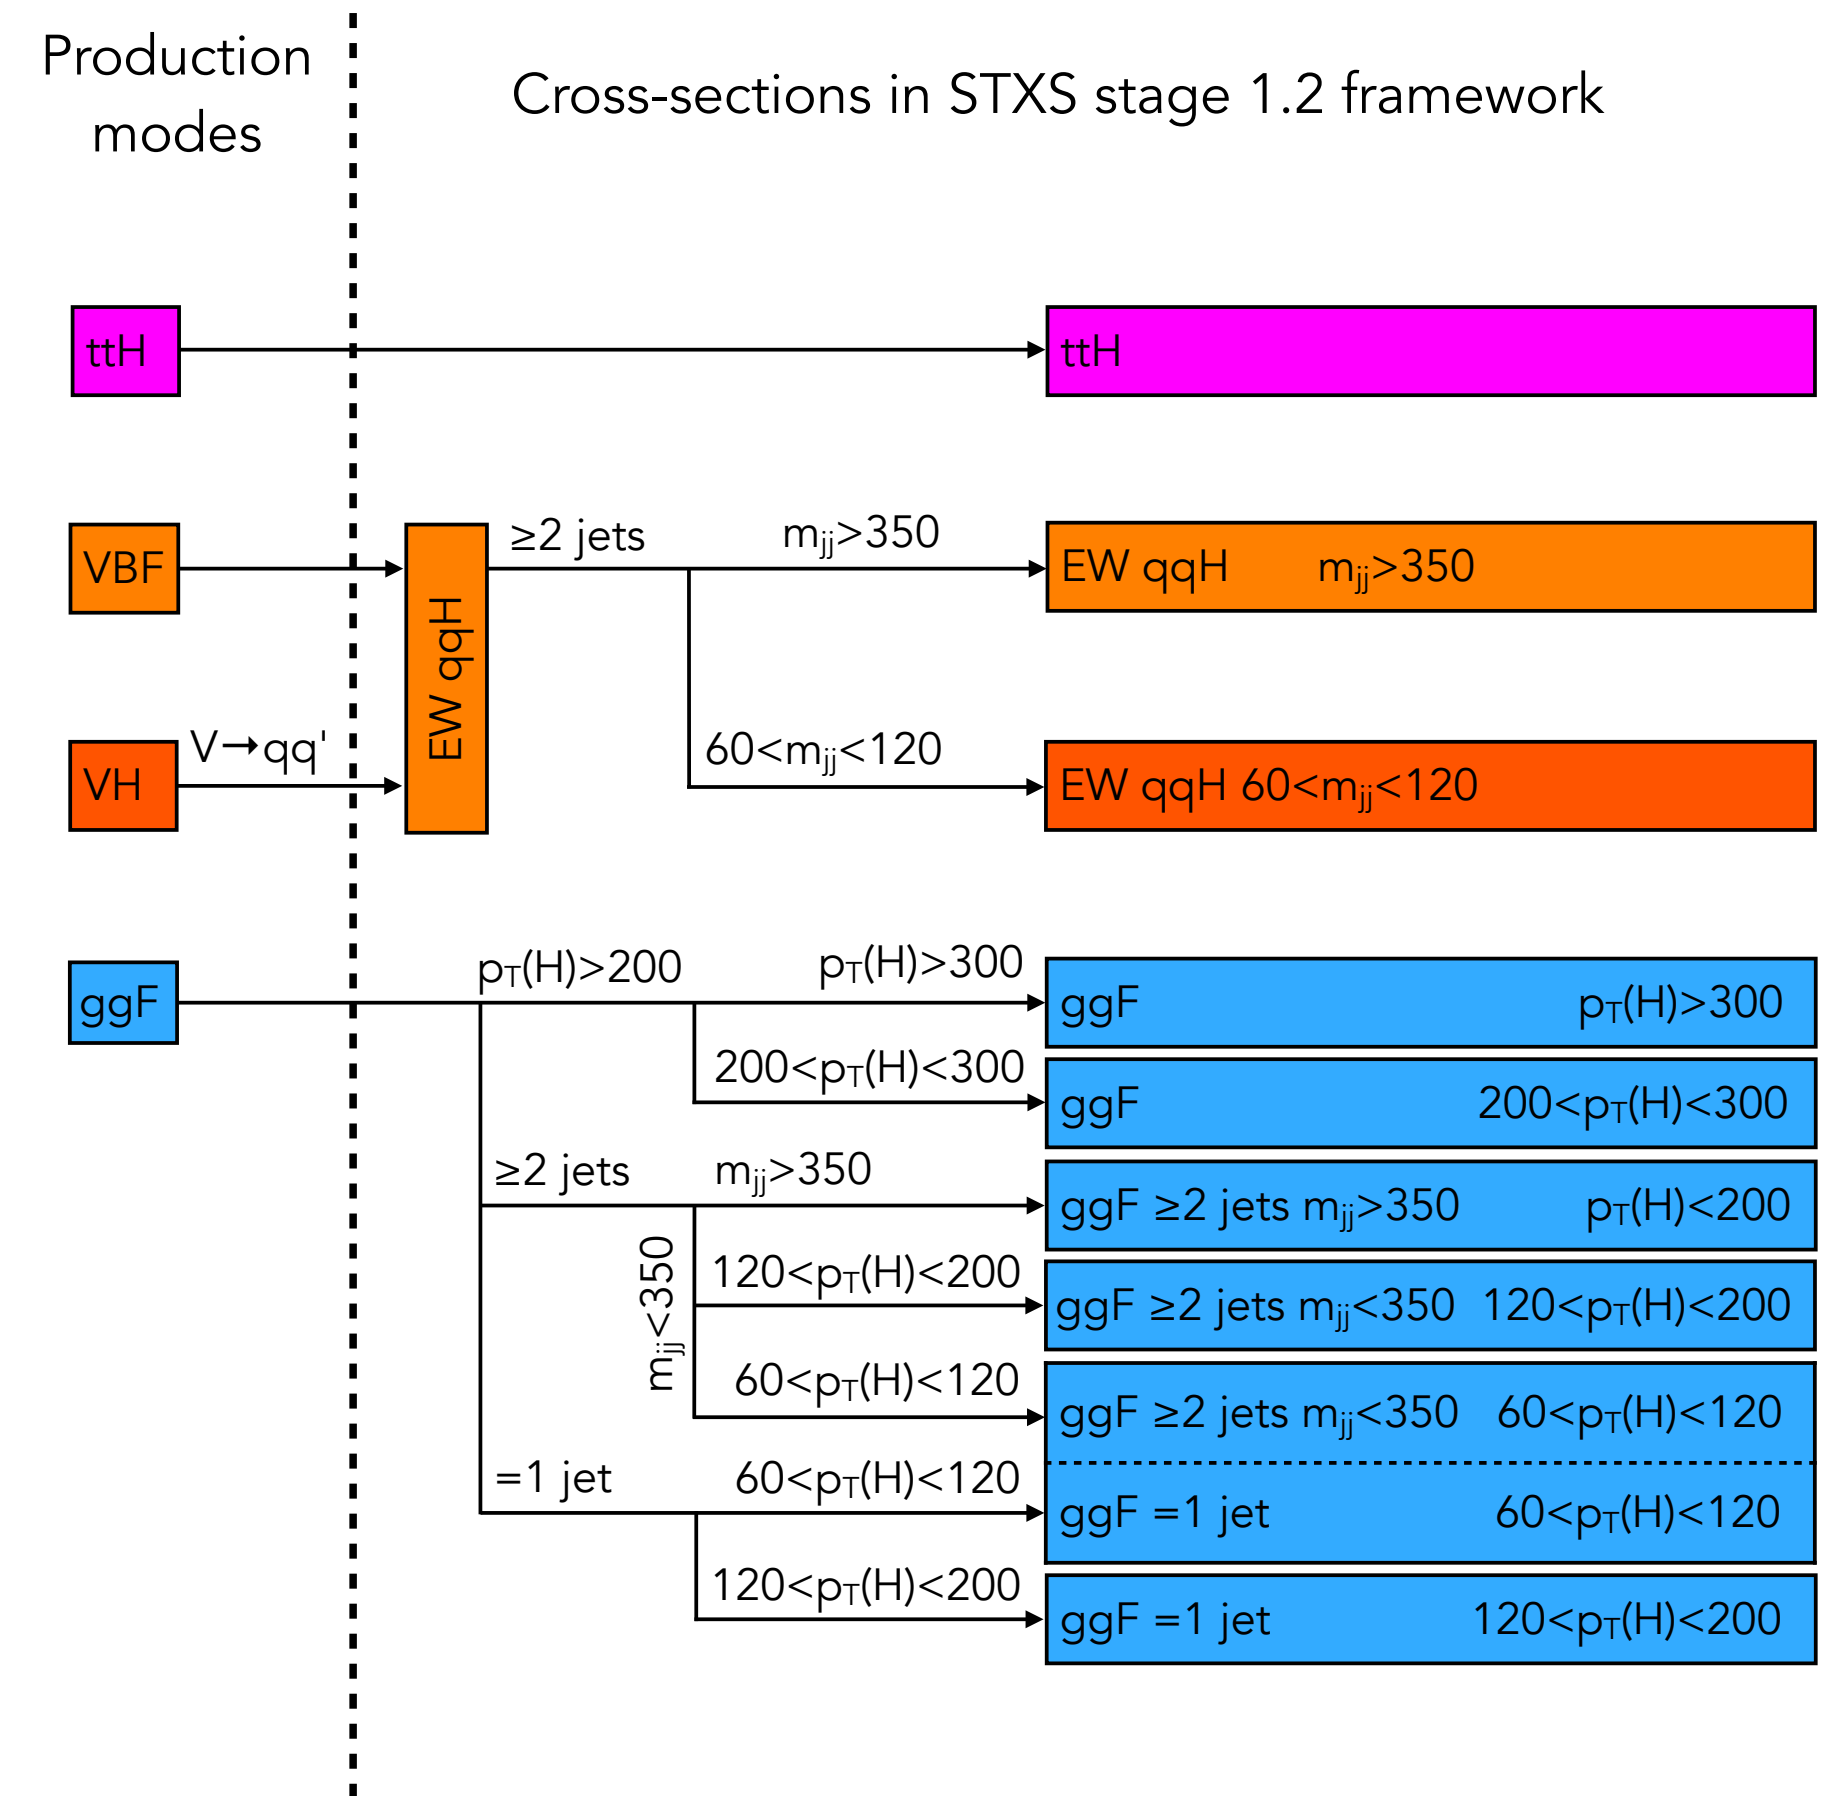 Production
modes
Cross-sections in STXS stage 1.2 framework
ttH
ttH
VBF
EW qqH
≥2 jets
mjj>350
EW qqH mjj>350
VH
V→qq'
60<mjj<120
EW qqH 60<mjj<120
ggF
pT(H)>200
pT(H)>300
ggF pT(H)>300
200<pT(H)<300
ggF 200<pT(H)<300
≥2 jets
mjj>350
ggF ≥2 jets mjj>350 pT(H)<200
mjj<350
120<pT(H)<200
ggF ≥2 jets mjj<350 120<pT(H)<200
60<pT(H)<120
ggF ≥2 jets mjj<350 60<pT(H)<120
=1 jet
60<pT(H)<120
ggF =1 jet 60<pT(H)<120
120<pT(H)<200
ggF =1 jet 120<pT(H)<200